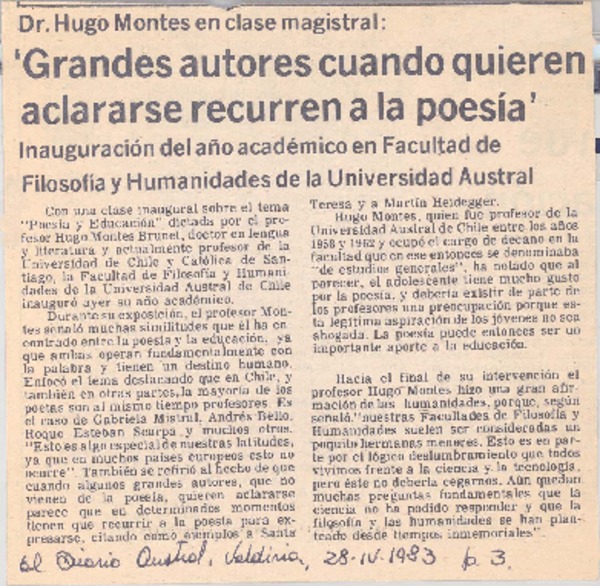 Dr. Hugo Montes en clase magistral:
'Grandes autores cuando quieren
aclararse recurren a la poesía'
Inauguración del año académico en Facultad de
Filosofía y Humanidades de la Universidad Austral
Con una clase inaugural sobre el tema
"Poesía y Educación" dictada por el pro-
fesor Hugo Montes Brunet, doctor en lengua
y literatura y actualmente profesor de la
Universidad de Chile y Católica de San-
tiago, la Facultad de Filosofía y Humani-
dades de la Universidad Austral de Chile
inauguró ayer su año académico.
Durante su exposición, el profesor Mon-
tes señaló muchas similitudes que él ha en-
contrado entre la poesía y la educación, ya
que ambas operan fundamentalmente con
la palabra y tienen un destino humano.
Enfocó el tema destacando que en Chile, y
también en otras partes, la mayoría de los
poetas son al mismo tiempo profesores. Es
el caso de Gabriela Mistral, Andrés Bello,
Roque Esteban Scarpa y muchos otros.
"Esto es algo especial de nuestras latitudes,
ya que en muchos países europeos esto no
ocurre". También se refirió al hecho de que
cuando algunos grandes autores, que no
vienen de la poesía, quieren aclararse
parece que en determinados momentos
tienen que recurrir a la poesía para ex-
presarse, citando como ejemplos a Santa
Teresa y a Martín Heidegger.
Hugo Montes, quien fue profesor de la
Universidad Austral de Chile entre los años
1958 y 1962 y ocupó el cargo de decano en la
facultad que en ese entonces se denominaba
"de estudios generales", ha notado que al
parecer, el adolescente tiene mucho gusto
por la poesía, y debería existir de parte de
los profesores una preocupación porque es-
ta legítima aspiración de los jóvenes no sea
ahogada. La poesía puede entonces ser un
importante aporte a la educación.
Hacia el final de su intervención el
profesor Hugo Montes hizo una gran afir-
mación de las humanidades, porque, según
señaló, "nuestras Facultades de Filosofía y
Humanidades suelen ser consideradas un
poquito hermanas menores. Esto es en par-
te por el lógico deslumbramiento que todos
vivimos frente a la ciencia y la tecnología,
pero éste no debería cegarnos. Aún quedan
muchas preguntas fundamentales que la
ciencia no ha podido responder y que la
filosofía y las humanidades se han plan-
teado desde tiempos inmemoriales".
El Diario Austral, Valdivia, 28-IV-1983 p. 3.